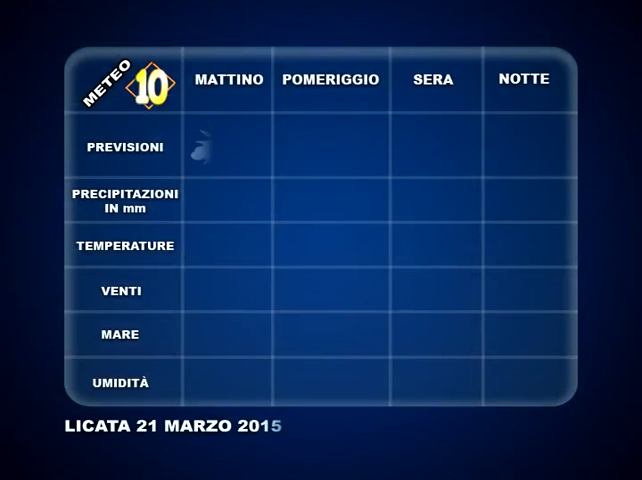 METEO 10
MATTINO POMERIGGIO SERA NOTTE
PREVISIONI
PRECIPITAZIONI
IN mm
TEMPERATURE
VENTI
MARE
UMIDITÀ
LICATA 21 MARZO 2015